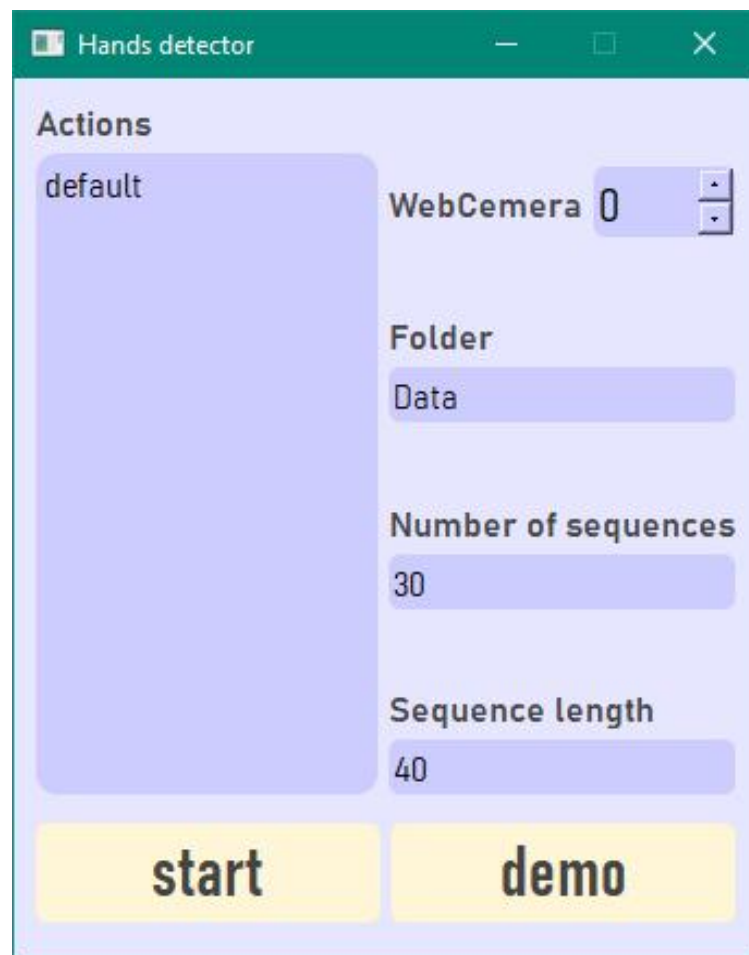 Hands detector
Actions
default
WebCemera 0
Folder
Data
Number of sequences
30
Sequence length
40
start demo